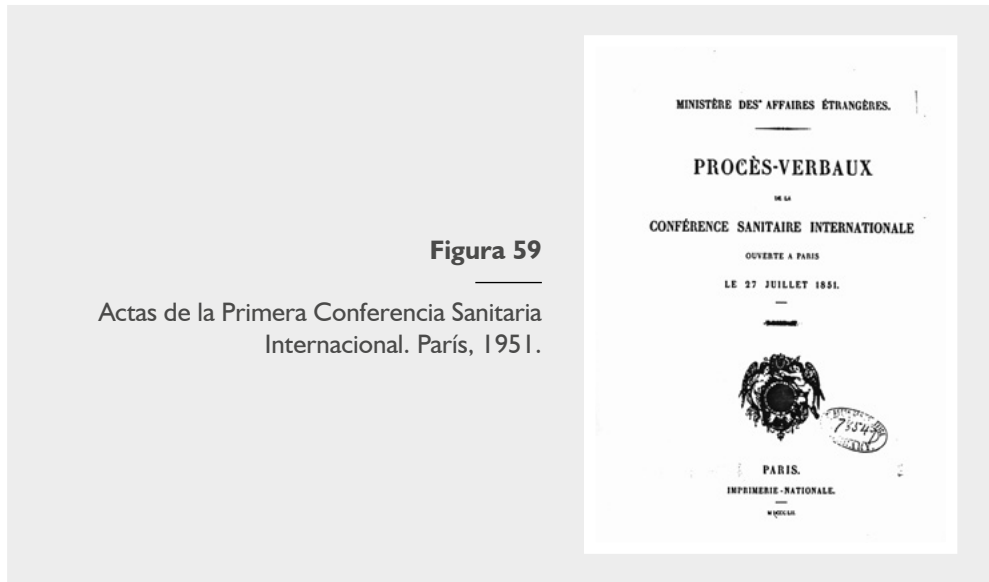 Figura 59
Actas de la Primera Conferencia Sanitaria
Internacional. París, 1951.
MINISTÈRE DES AFFAIRES ÉTRANGÈRES.
PROCÈS-VERBAUX
DE LA
CONFÉRENCE SANITAIRE INTERNATIONALE
OUVERTE A PARIS
LE 27 JUILLET 1851.
PARIS.
IMPRIMERIE-NATIONALE.